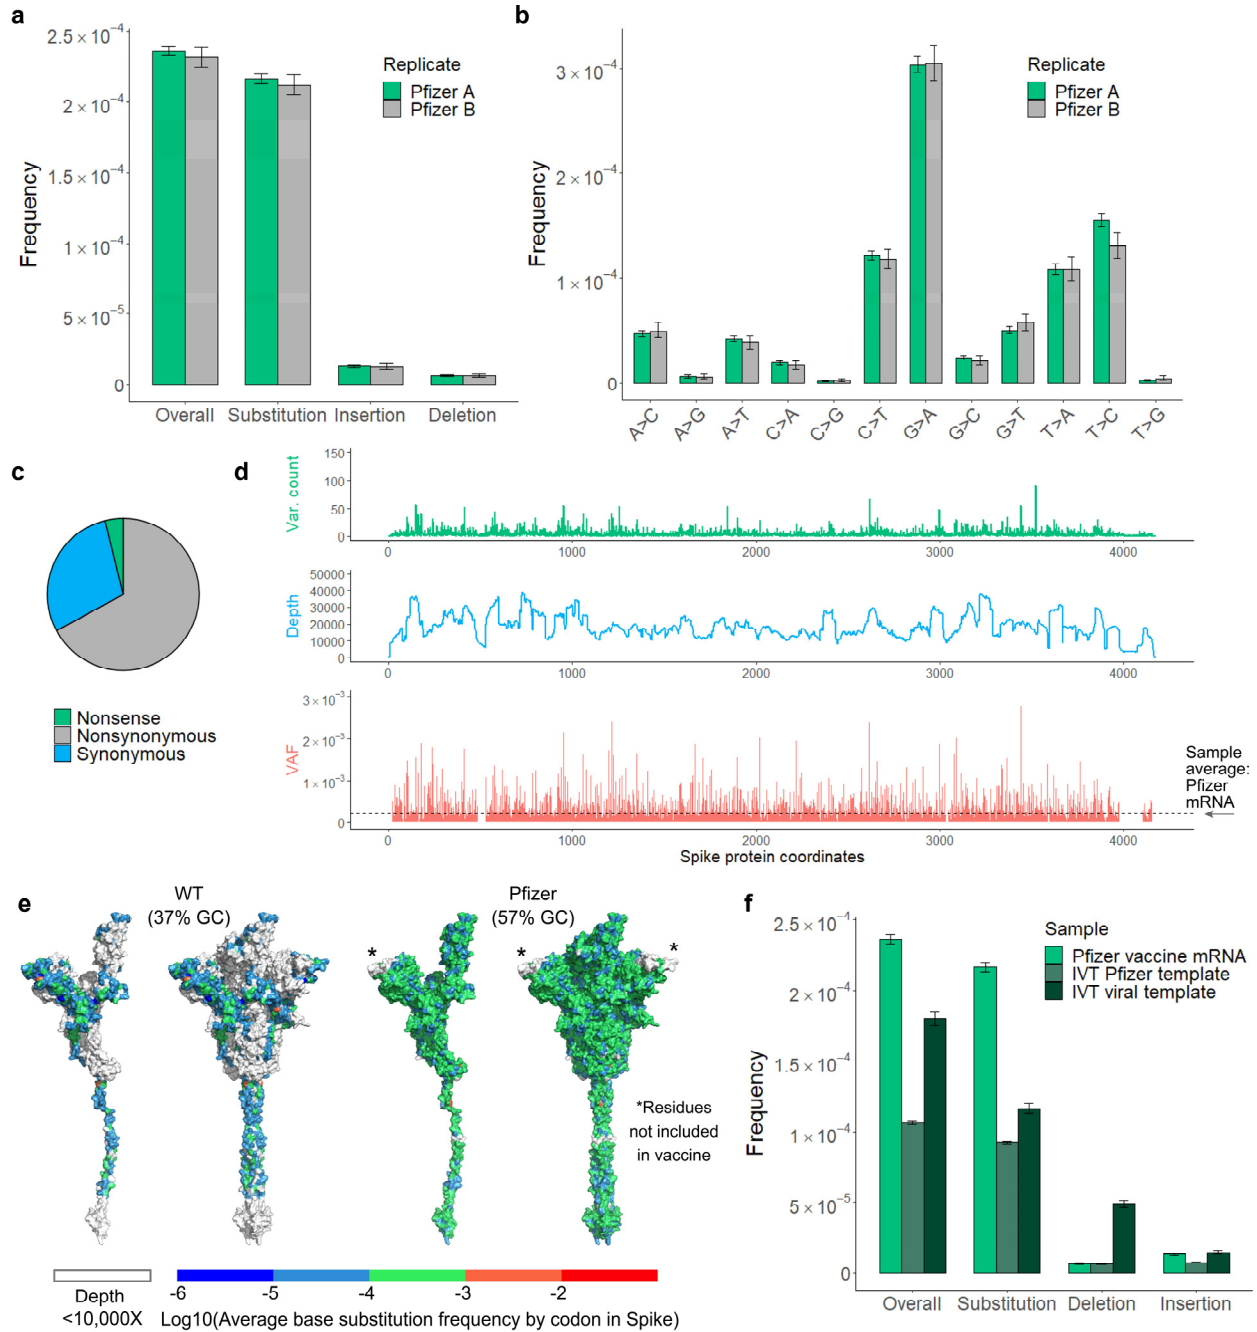 a
2.5 × 10⁻⁴
2 × 10⁻⁴
1.5 × 10⁻⁴
1 × 10⁻⁴
5 × 10⁻⁵
0
Frequency
Replicate
Pfizer A
Pfizer B
Overall Substitution Insertion Deletion
b
3 × 10⁻⁴
2 × 10⁻⁴
1 × 10⁻⁴
0
Frequency
Replicate
Pfizer A
Pfizer B
A>C A>G A>T C>A C>G C>T G>A G>C G>T T>A T>C T>G
c
Nonsense
Nonsynonymous
Synonymous
d
Var. count
150
100
50
0
0 1000 2000 3000 4000
Depth
50000
40000
30000
20000
10000
0
0 1000 2000 3000 4000
VAF
3 × 10⁻³
2 × 10⁻³
1 × 10⁻³
0
0 1000 2000 3000 4000
Spike protein coordinates
Sample
average:
Pfizer
mRNA
e
WT
(37% GC)
Pfizer
(57% GC)
*
*
*
*Residues
not included
in vaccine
Depth
<10,000X
-6 -5 -4 -3 -2
Log10(Average base substitution frequency by codon in Spike)
f
2.5 × 10⁻⁴
2 × 10⁻⁴
1.5 × 10⁻⁴
1 × 10⁻⁴
5 × 10⁻⁵
0
Frequency
Sample
Pfizer vaccine mRNA
IVT Pfizer template
IVT viral template
Overall Substitution Deletion Insertion